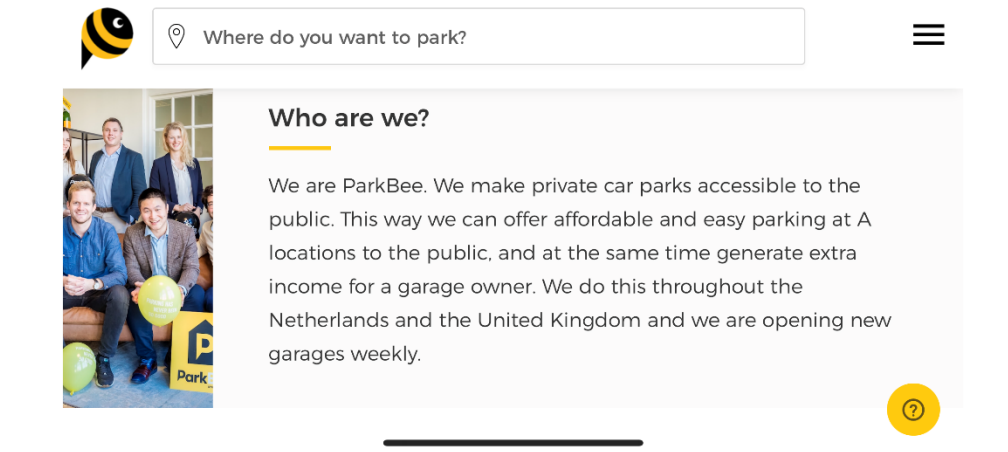 Where do you want to park?
Who are we?
We are ParkBee. We make private car parks accessible to the
public. This way we can offer affordable and easy parking at A
locations to the public, and at the same time generate extra
income for a garage owner. We do this throughout the
Netherlands and the United Kingdom and we are opening new
garages weekly.
P
Park